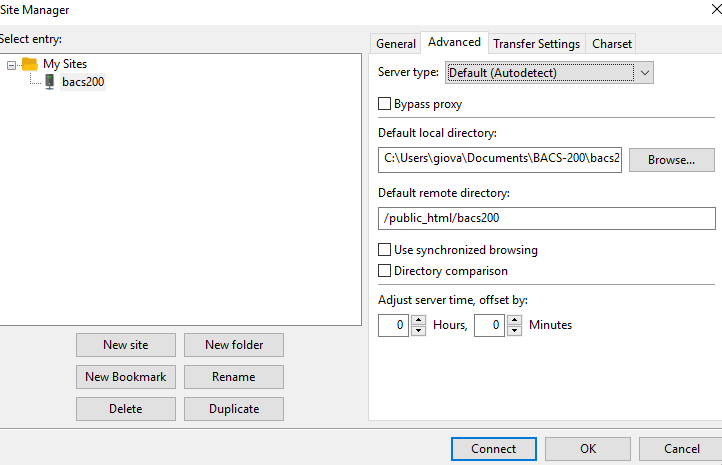 Site Manager
Select entry:
My Sites
bacs200
New site
New folder
New Bookmark
Rename
Delete
Duplicate
General
Advanced
Transfer Settings
Charset
Server type:
Default (Autodetect)
Bypass proxy
Default local directory:
C:\Users\giova\Documents\BACS-200\bacs2
Browse...
Default remote directory:
/public_html/bacs200
Use synchronized browsing
Directory comparison
Adjust server time, offset by:
0 Hours, 0 Minutes
Connect
OK
Cancel